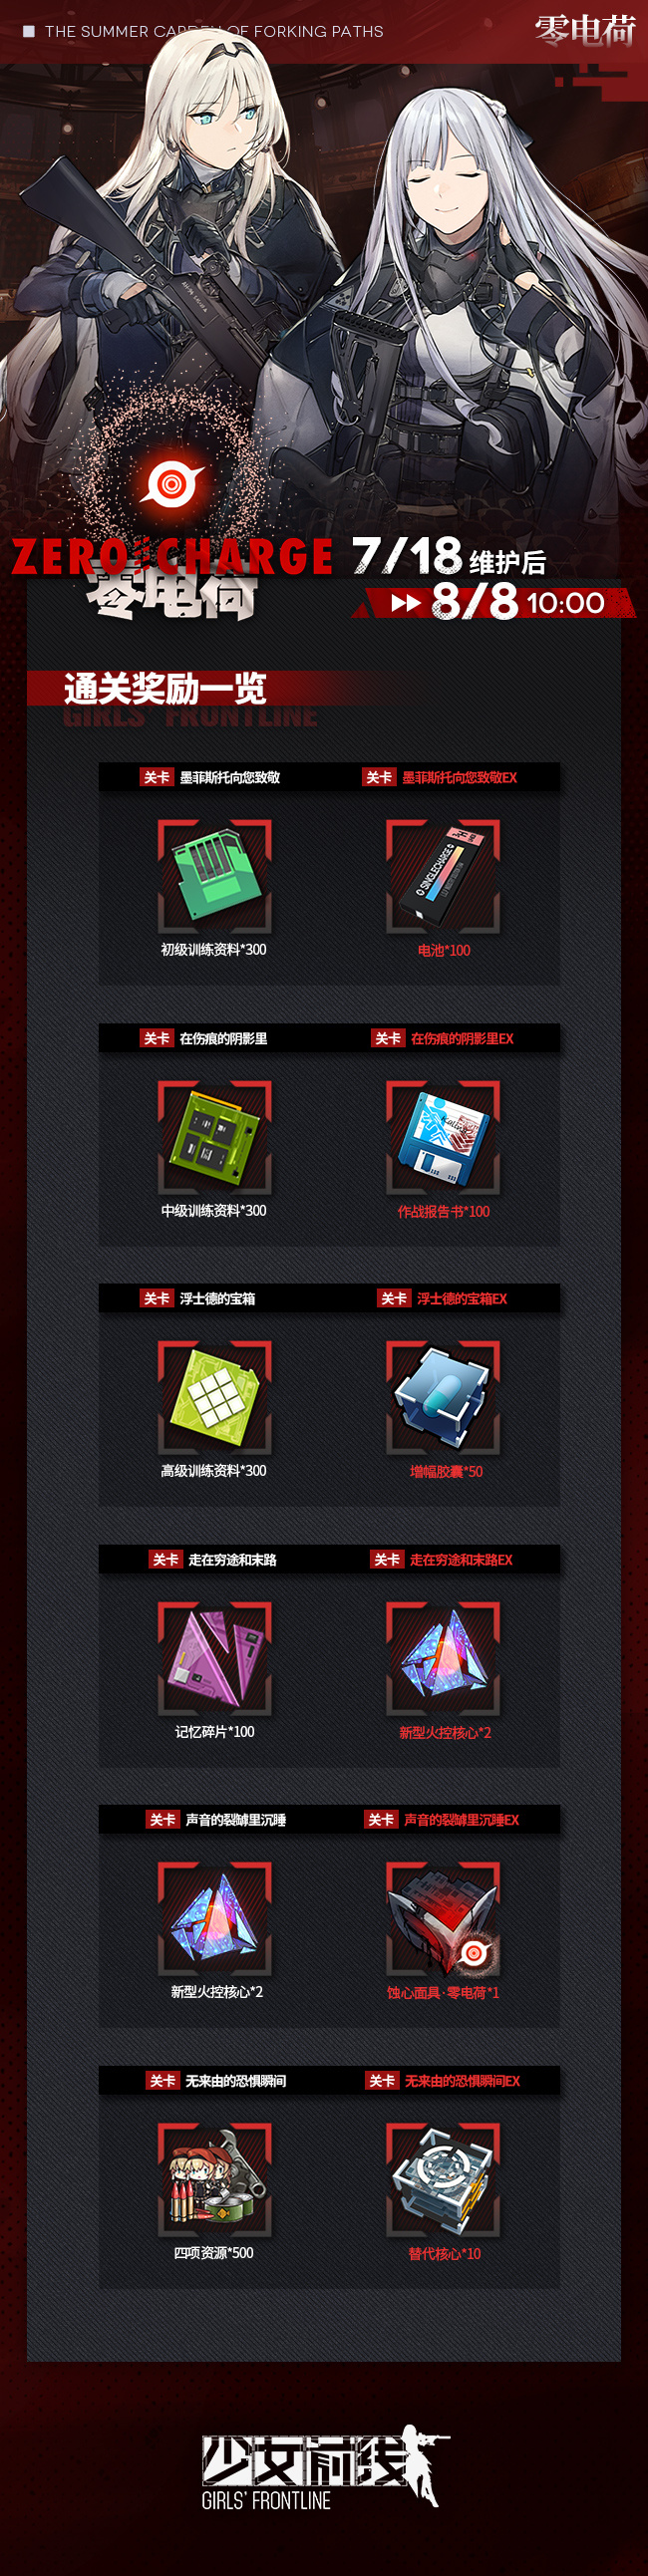 THE SUMMER GARDEN OF FORKING PATHS
零电荷
ZERO CHARGE
零电荷
7/18 维护后
8/8 10:00
通关奖励一览
GIRLS' FRONTLINE
关卡 墨菲斯托向您致敬
关卡 墨菲斯托向您致敬EX
SINGLECHARGE
初级训练资料*300
电池*100
关卡 在伤痕的阴影里
关卡 在伤痕的阴影里EX
中级训练资料*300
作战报告书*100
关卡 浮士德的宝箱
关卡 浮士德的宝箱EX
高级训练资料*300
增幅胶囊*50
关卡 走在穷途和末路
关卡 走在穷途和末路EX
记忆碎片*100
新型火控核心*2
关卡 声音的裂罅里沉睡
关卡 声音的裂罅里沉睡EX
新型火控核心*2
蚀心面具·零电荷*1
关卡 无来由的恐惧瞬间
关卡 无来由的恐惧瞬间EX
四项资源*500
替代核心*10
少女前线
GIRLS' FRONTLINE